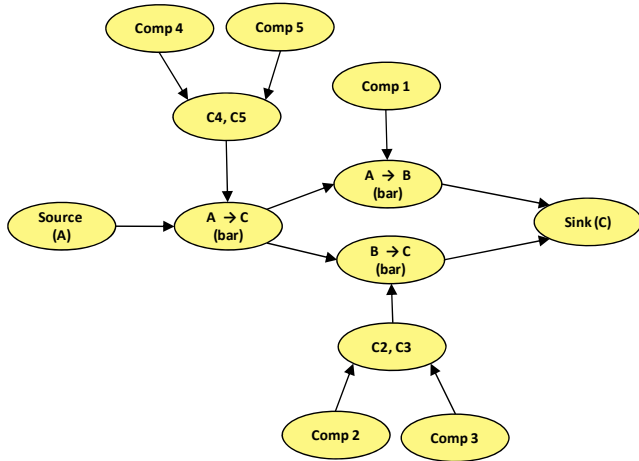 Comp 4
Comp 5
Comp 1
C4, C5
A → B
(bar)
Source
(A)
A → C
(bar)
Sink (C)
B → C
(bar)
C2, C3
Comp 2
Comp 3